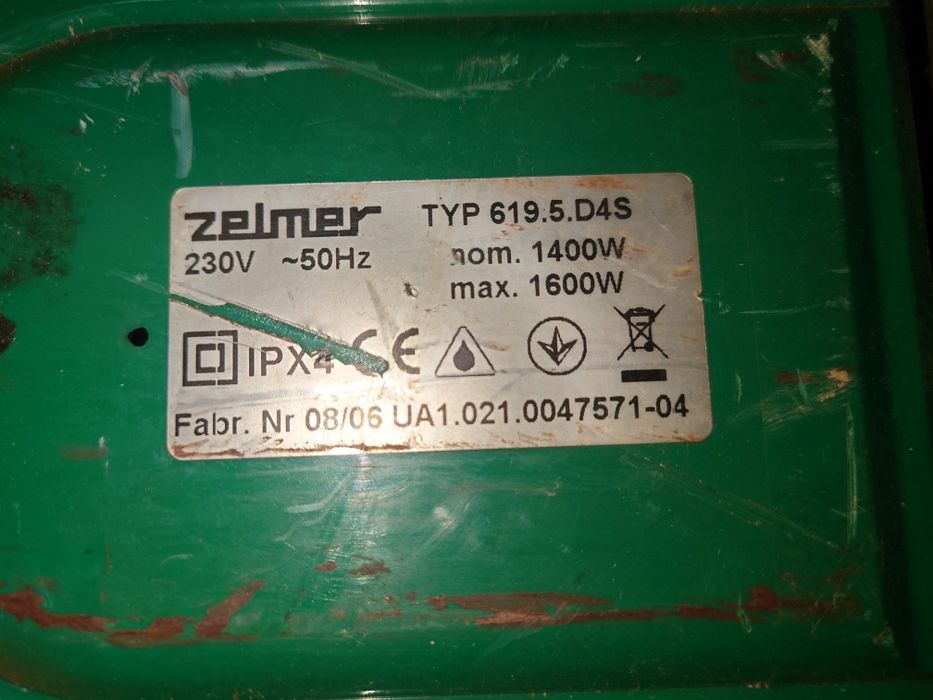 zelmer TYP 619.5.D4S
230V ~50Hz nom. 1400W
max. 1600W
IPX4 CE
Fabr. Nr 08/06 UA1.021.0047571-04